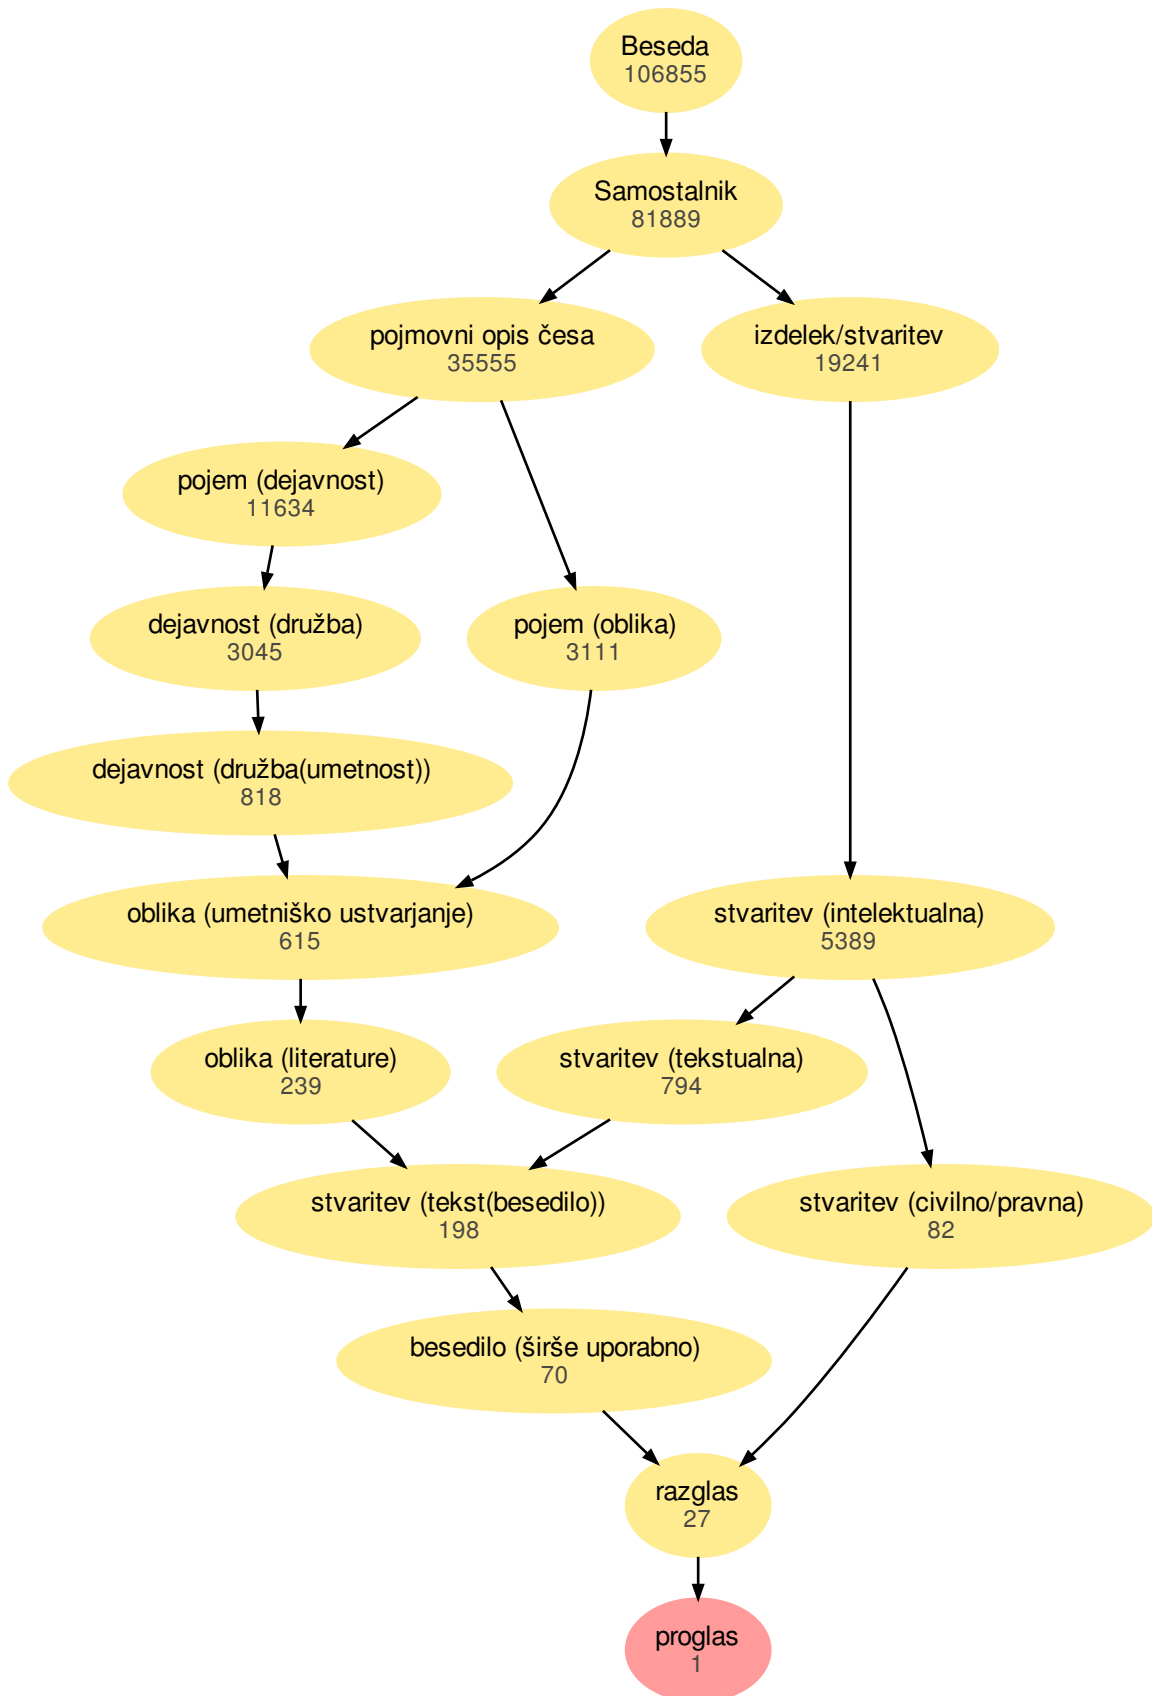 Beseda
106855
Samostalnik
81889
pojmovni opis česa
35555
izdelek/stvaritev
19241
pojem (dejavnost)
11634
dejavnost (družba)
3045
pojem (oblika)
3111
dejavnost (družba(umetnost))
818
oblika (umetniško ustvarjanje)
615
stvaritev (intelektualna)
5389
oblika (literature)
239
stvaritev (tekstualna)
794
stvaritev (tekst(besedilo))
198
stvaritev (civilno/pravna)
82
besedilo (širše uporabno)
70
razglas
27
proglas
1